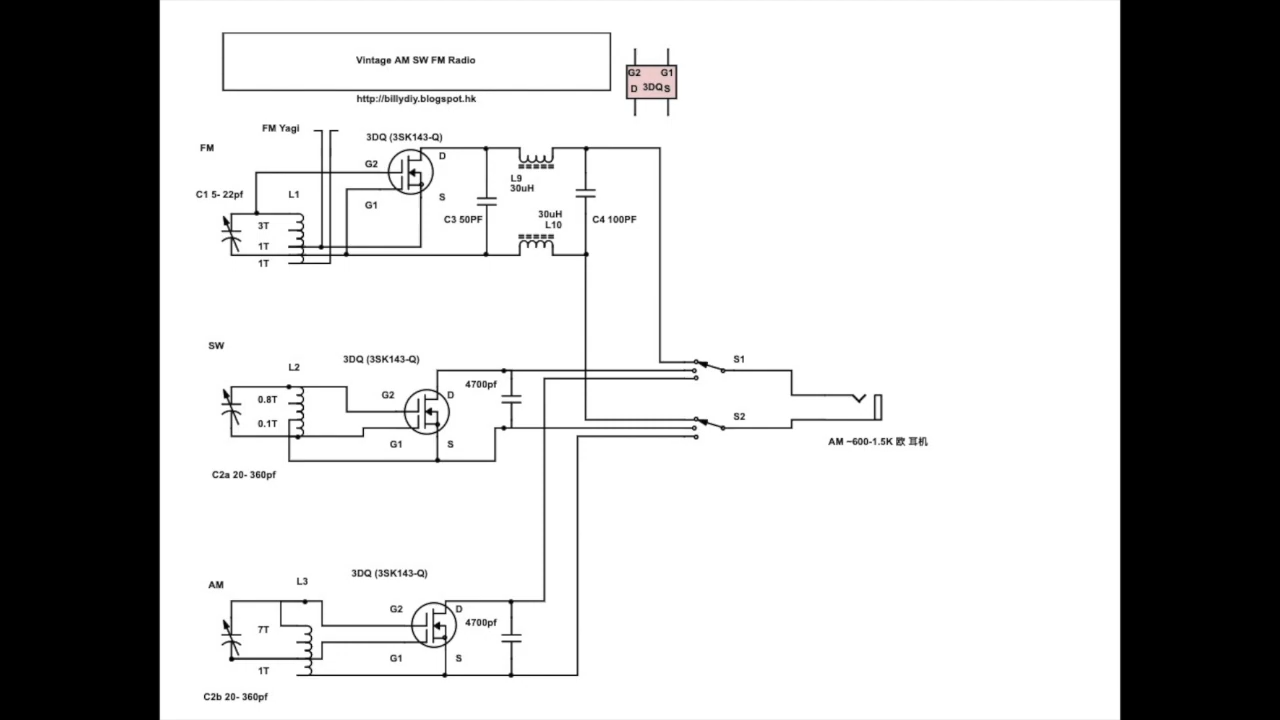 Vintage AM SW FM Radio
http://billydiy.blogspot.hk
G2 G1
D 3DQ S
FM Yagi
3DQ (3SK143-Q)
FM
D
G2
L9
30uH
C1 5- 22pf
L1
S
G1
30uH
L10
C3 50PF
C4 100PF
3T
1T
1T
SW
3DQ (3SK143-Q)
S1
L2
4700pf
G2
D
0.8T
S2
0.1T
G1
S
AM ~600-1.5K 欧 耳机
C2a 20- 360pf
3DQ (3SK143-Q)
AM
L3
G2
D
4700pf
7T
G1
S
1T
C2b 20- 360pf